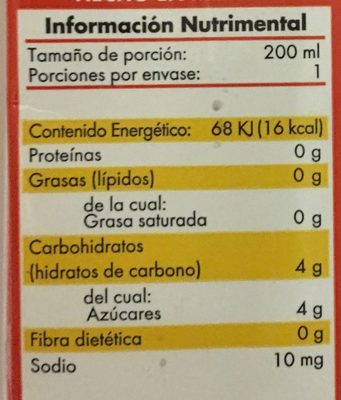 Información Nutrimental
Tamaño de porción: 200 ml
Porciones por envase: 1
Contenido Energético: 68 KJ (16 kcal)
Proteínas 0 g
Grasas (lípidos) 0 g
de la cual:
Grasa saturada 0 g
Carbohidratos
(hidratos de carbono) 4 g
del cual:
Azúcares 4 g
Fibra dietética 0 g
Sodio 10 mg